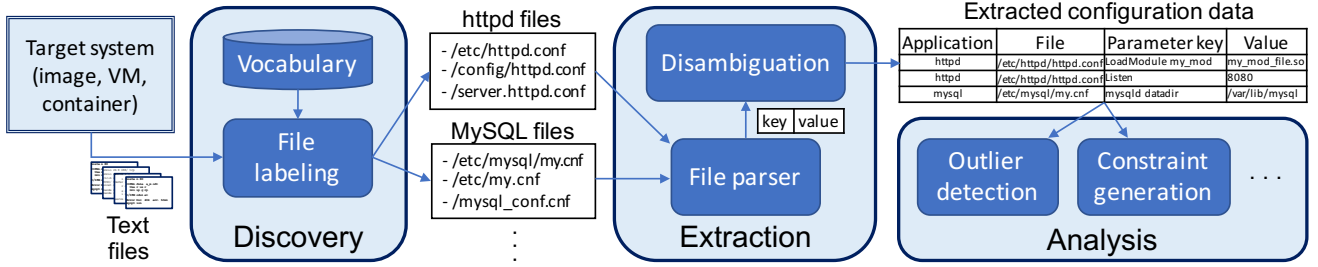 Target system
(image, VM,
container)
Text
files
Vocabulary
File
labeling
Discovery
httpd files
- /etc/httpd.conf
- /config/httpd.conf
- /server.httpd.conf
MySQL files
- /etc/mysql/my.cnf
- /etc/my.cnf
- /mysql_conf.cnf
Disambiguation
key value
File parser
Extraction
Extracted configuration data
Application File Parameter key Value
httpd /etc/httpd/httpd.conf LoadModule my_mod my_mod_file.so
httpd /etc/httpd/httpd.conf Listen 8080
mysql /etc/mysql/my.cnf mysqld datadir /var/lib/mysql
Outlier
detection
Constraint
generation
. . .
Analysis